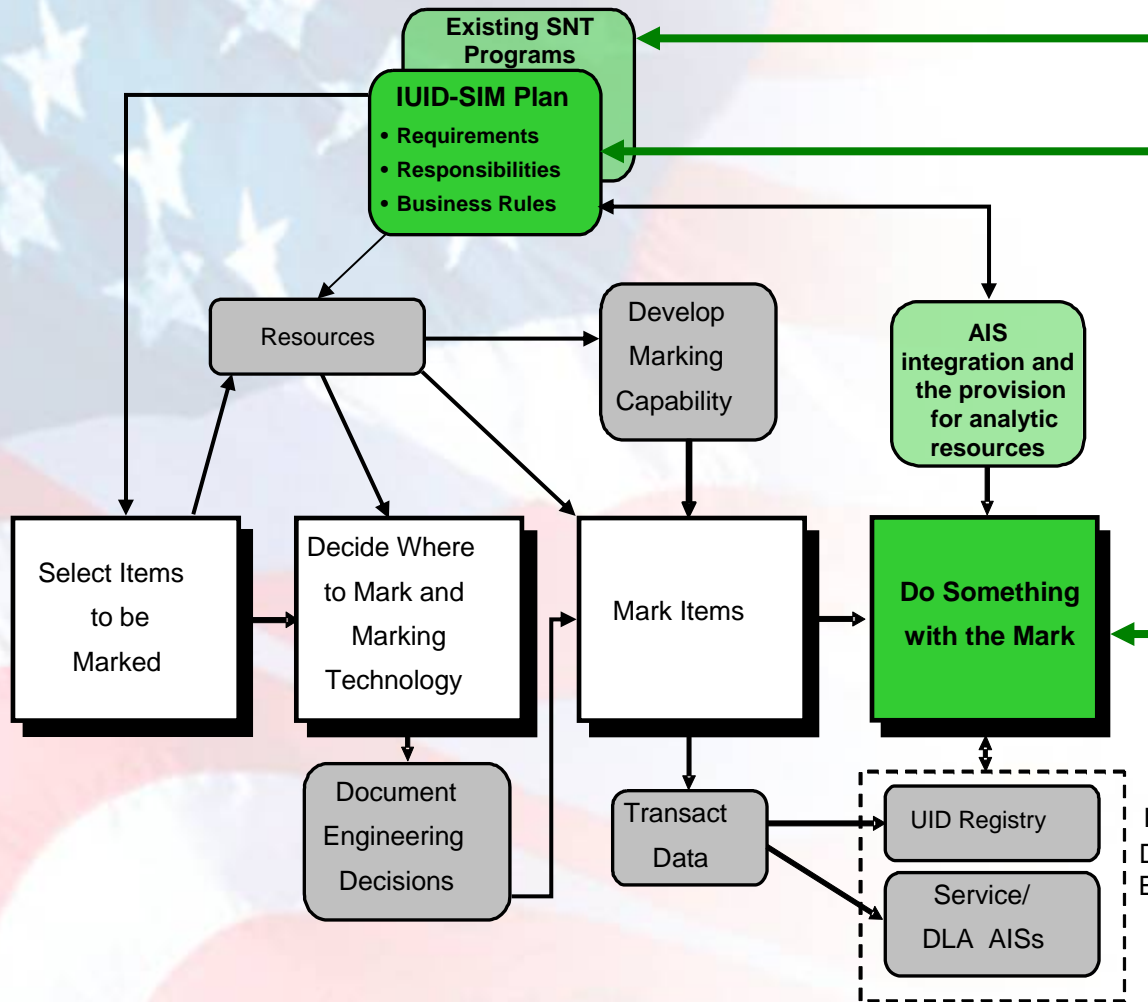 Existing SNT
Programs
IUID-SIM Plan
• Requirements
• Responsibilities
• Business Rules
Resources
Develop
Marking
Capability
AIS
integration and
the provision
for analytic
resources
Select Items
to be
Marked
Decide Where
to Mark and
Marking
Technology
Mark Items
Do Something
with the Mark
Document
Engineering
Decisions
Transact
Data
UID Registry
Service/
DLA AISs